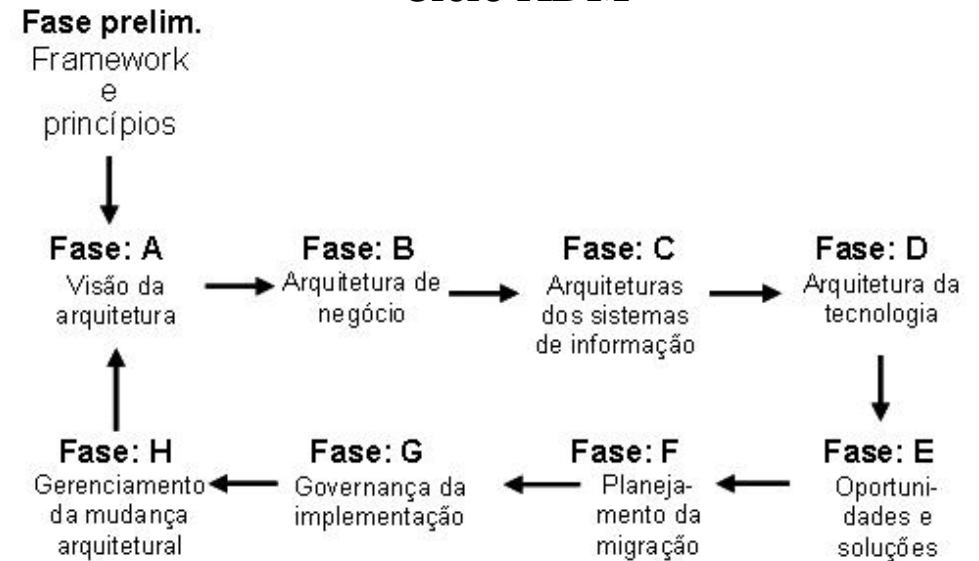 Ciclo ADM
Fase prelim.
Framework
e
princípios
Fase: A
Visão da
arquitetura
Fase: B
Arquitetura de
negócio
Fase: C
Arquiteturas
dos sistemas
de informação
Fase: D
Arquitetura da
tecnologia
Fase: E
Oportuni-
dades e
soluções
Fase: F
Planeja-
mento da
migração
Fase: G
Governança da
implementação
Fase: H
Gerenciamento
da mudança
arquitetural